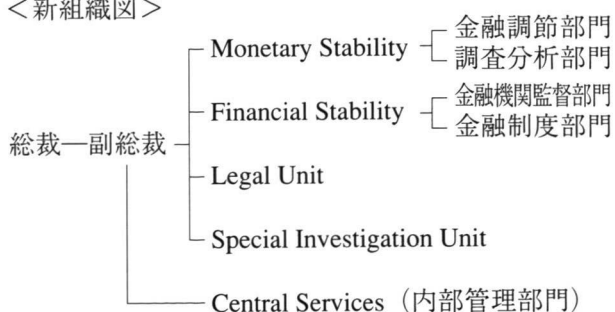 <新組織図>
金融調節部門
Monetary Stability
調査分析部門
金融機関監督部門
Financial Stability
金融制度部門
総裁―副総裁
Legal Unit
Special Investigation Unit
Central Services(内部管理部門)